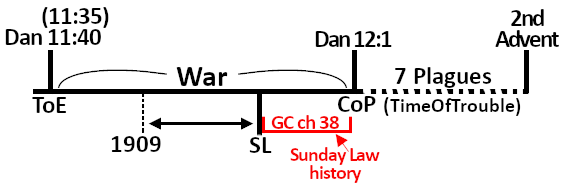 (11:35)
Dan 11:40
Dan 12:1
2nd
Advent
War
7 Plagues
ToE
CoP
(TimeOfTrouble)
GC ch 38
1909
SL
Sunday Law
history